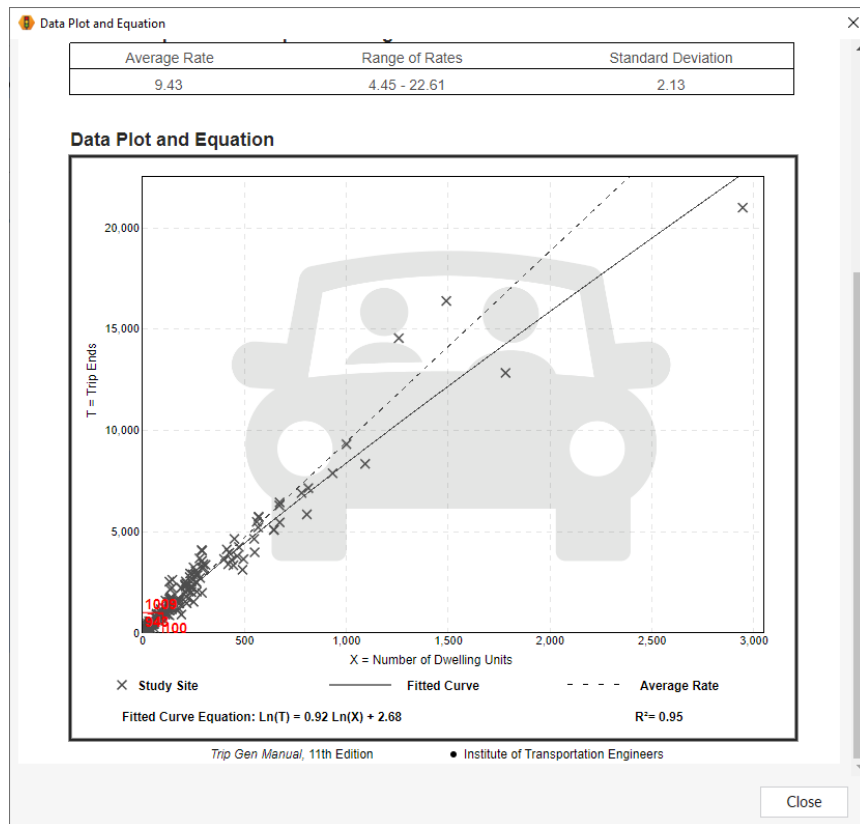 Data Plot and Equation
Average Rate Range of Rates Standard Deviation
9.43 4.45 - 22.61 2.13
Data Plot and Equation
20,000
15,000
10,000
5,000
0
T = Trip Ends
100
0 500 1,000 1,500 2,000 2,500 3,000
X = Number of Dwelling Units
Study Site Fitted Curve Average Rate
Fitted Curve Equation: Ln(T) = 0.92 Ln(X) + 2.68 R²= 0.95
Trip Gen Manual, 11th Edition ● Institute of Transportation Engineers
Close